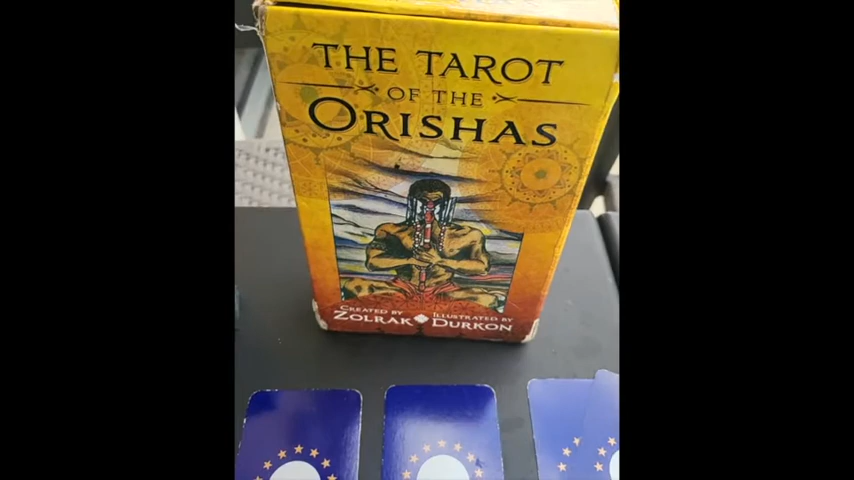 THE TAROT
OF THE
ORISHAS
CREATED BY
ZOLRAK
ILLUSTRATED BY
DURKON